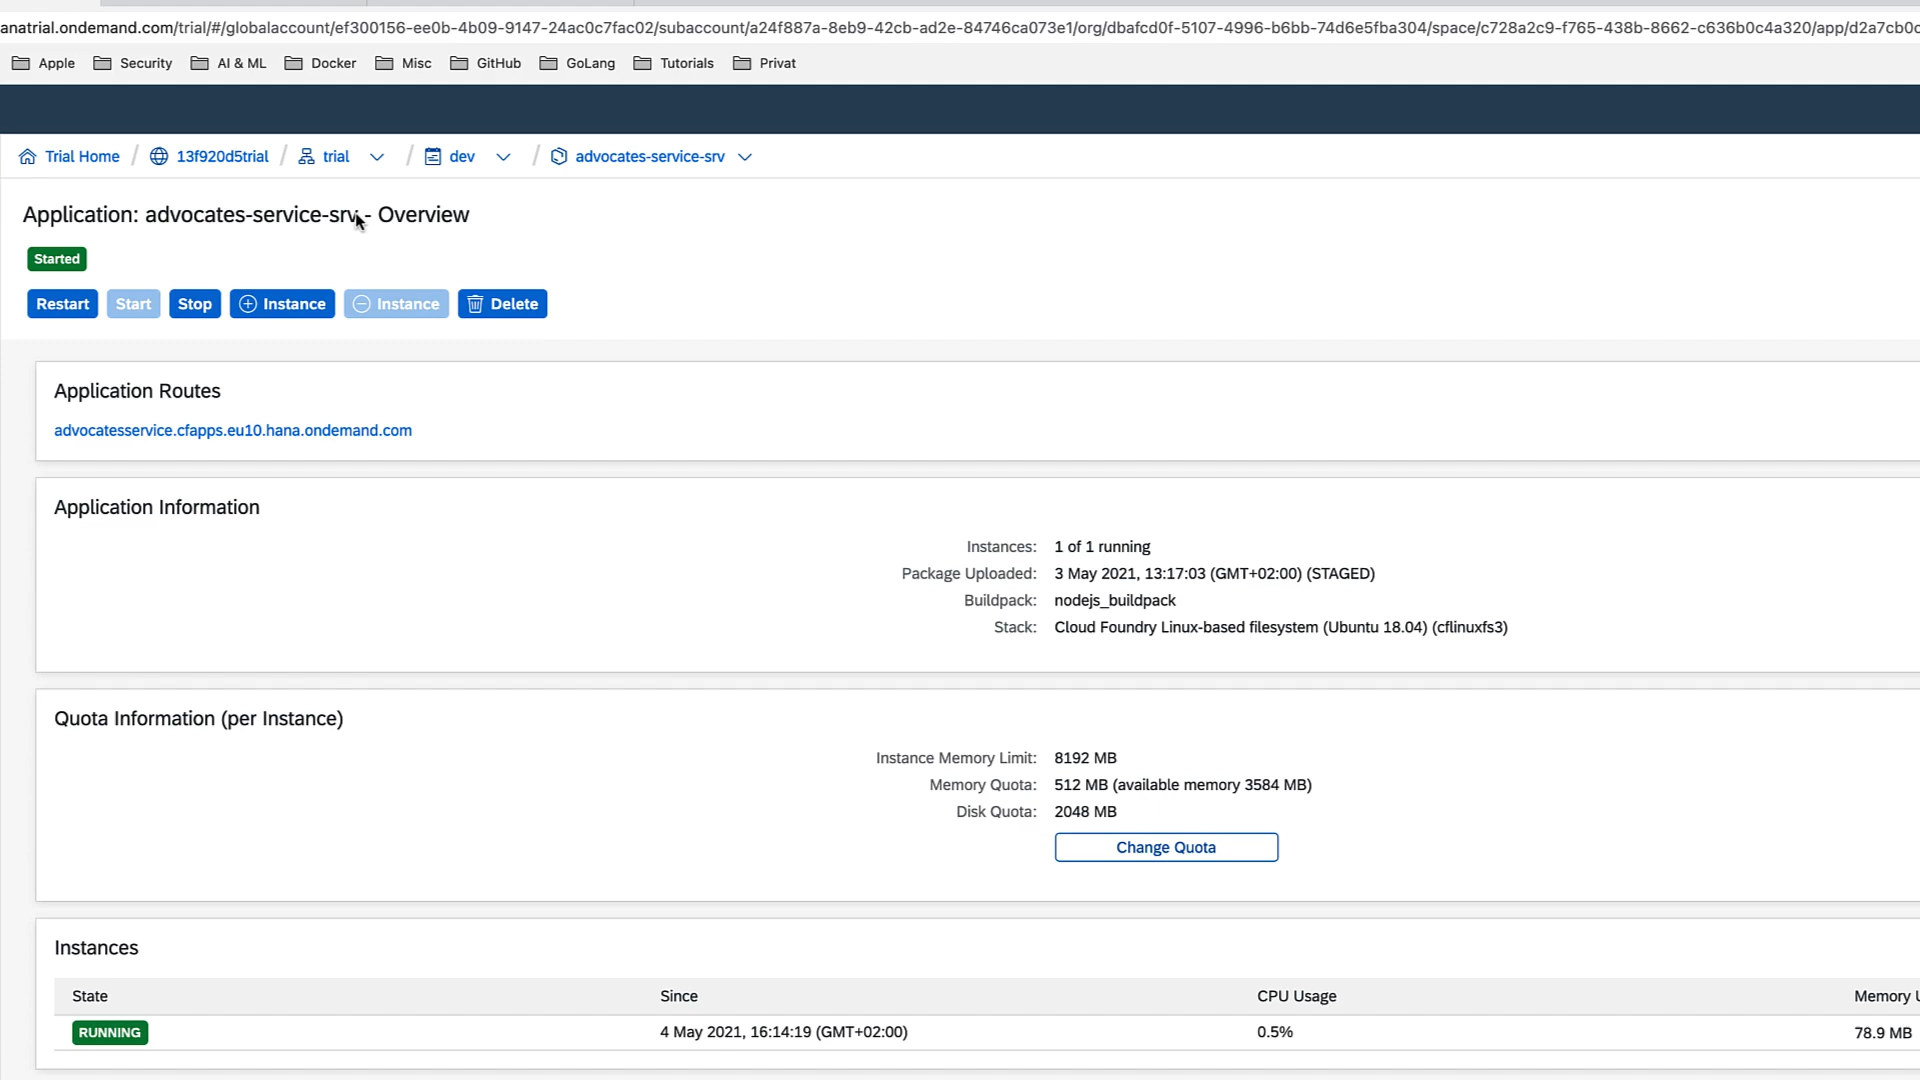 anatrial.ondemand.com/trial/#/globalaccount/ef300156-ee0b-4b09-9147-24ac0c7fac02/subaccount/a24f887a-8eb9-42cb-ad2e-84746ca073e1/org/dbafcd0f-5107-4996-b6bb-74d6e5fba304/space/c728a2c9-f765-438b-8662-c636b0c4a320/app/d2a7cb0c
Apple Security AI & ML Docker Misc GitHub GoLang Tutorials Privat
Trial Home / 13f920d5trial / trial / dev / advocates-service-srv
Application: advocates-service-srv - Overview
Started
Restart Start Stop Instance Instance Delete
Application Routes
advocatesservice.cfapps.eu10.hana.ondemand.com
Application Information
Instances: 1 of 1 running
Package Uploaded: 3 May 2021, 13:17:03 (GMT+02:00) (STAGED)
Buildpack: nodejs_buildpack
Stack: Cloud Foundry Linux-based filesystem (Ubuntu 18.04) (cflinuxfs3)
Quota Information (per Instance)
Instance Memory Limit: 8192 MB
Memory Quota: 512 MB (available memory 3584 MB)
Disk Quota: 2048 MB
Change Quota
Instances
State Since CPU Usage Memory
RUNNING 4 May 2021, 16:14:19 (GMT+02:00) 0.5% 78.9 MB